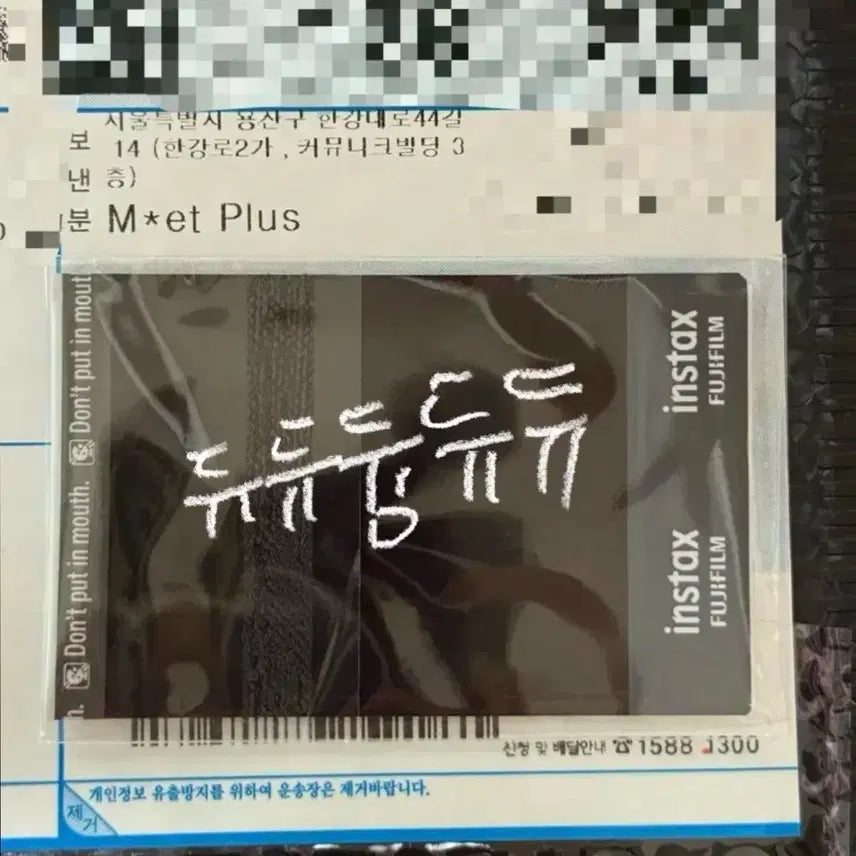 서울특별시 용산구 한강대로44길
보 14 (한강로2가 , 커뮤니크빌딩 3
낸 층)
분 M*et Plus
Don't put in mout
Don't put in mouth.
h.
instax
FUJIFILM
instax
FUJIFILM
듀듀듕듀듀
신청 및 배달안내 ☎ 1588 1300
개인정보 유출방지를 위하여 운송장은 제거바랍니다.
제거